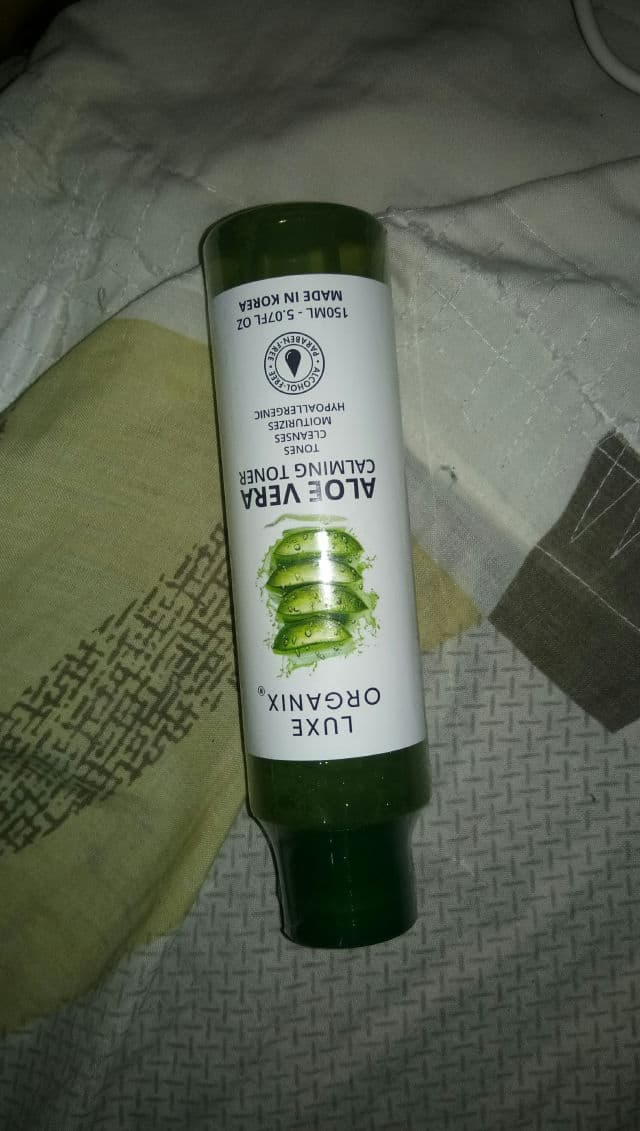 LUXE
ORGANIX®
ALOE VERA
CALMING TONER
TONES
CLEANSES
MOITURIZES
HYPOALLERGENIC
ALCOHOL-FREE • PARABEN-FREE •
150ML - 5.07FL OZ
MADE IN KOREA